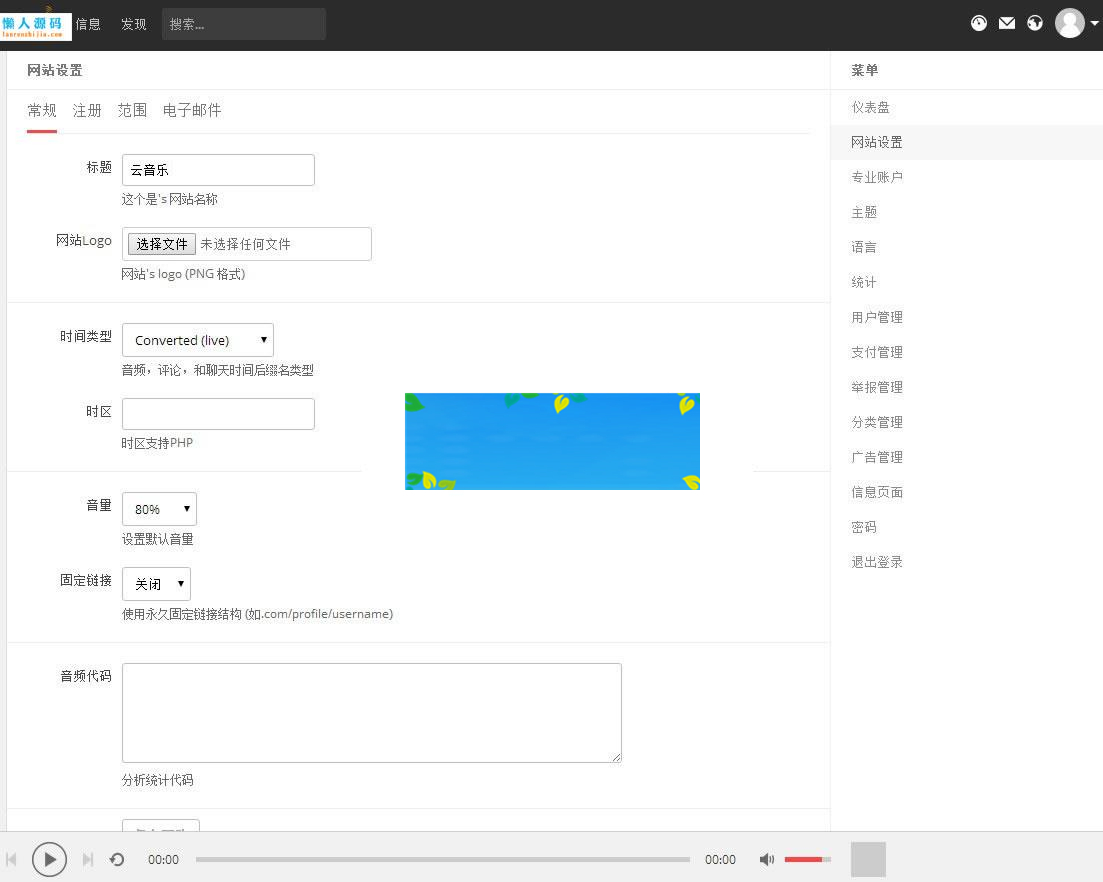 懒人源码
lanrenzhijia.com
信息
发现
搜索...
网站设置
常规
注册
范围
电子邮件
标题
云音乐
这个是's 网站名称
网站Logo
选择文件 未选择任何文件
网站's logo (PNG 格式)
时间类型
Converted (live)
音频，评论，和聊天时间后缀名类型
时区
时区支持PHP
音量
80%
设置默认音量
固定链接
关闭
使用永久固定链接结构 (如.com/profile/username)
音频代码
分析统计代码
菜单
仪表盘
网站设置
专业账户
主题
语言
统计
用户管理
支付管理
举报管理
分类管理
广告管理
信息页面
密码
退出登录
00:00
00:00